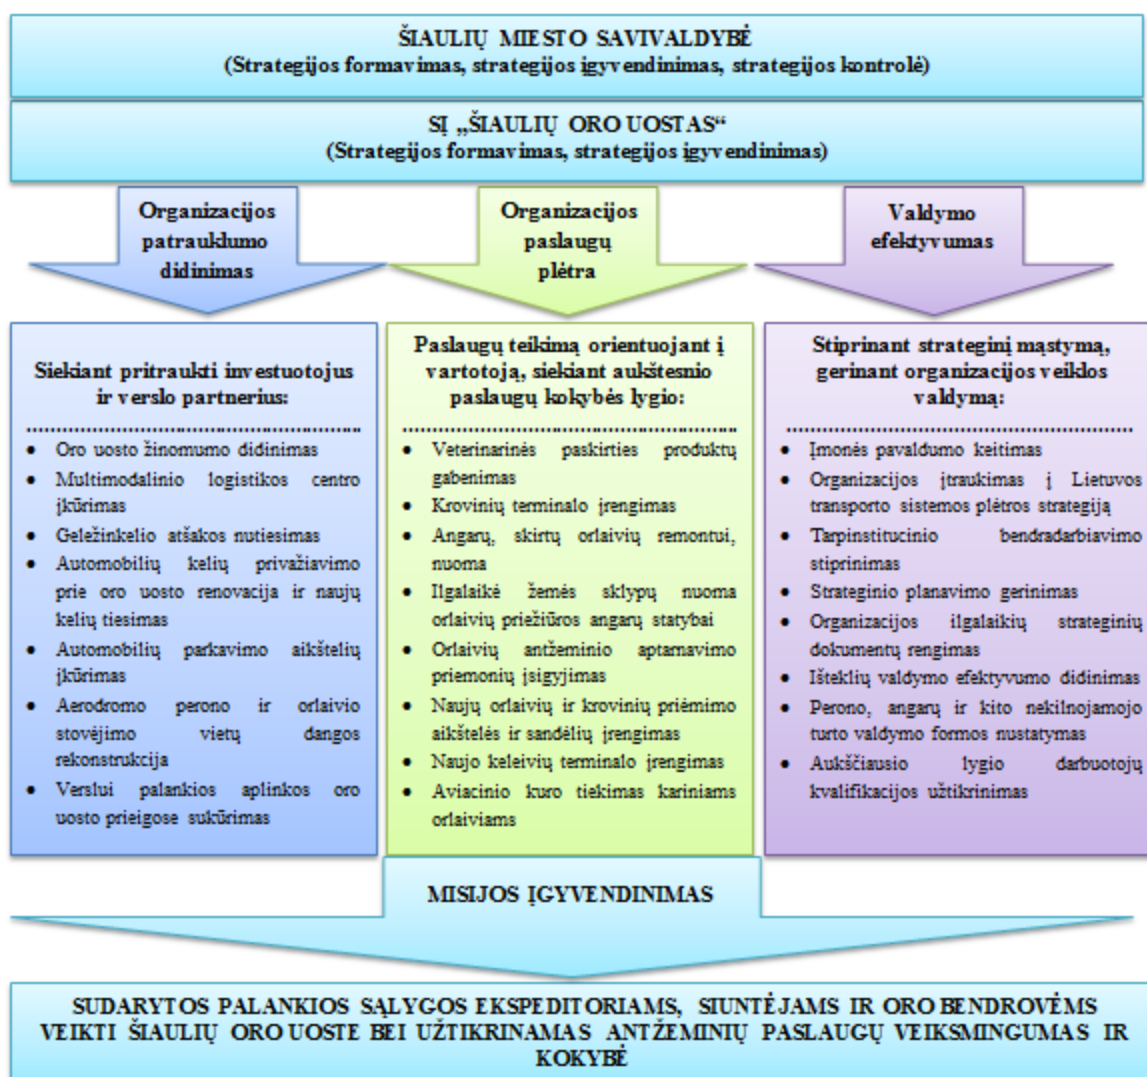 ŠIAULIŲ MIESTO SAVIVALDYBĖ
(Strategijos formavimas, strategijos įgyvendinimas, strategijos kontrolė)
SĮ „ŠIAULIŲ ORO UOSTAS“
(Strategijos formavimas, strategijos įgyvendinimas)
Organizacijos
patrauklumo
didinimas
Organizacijos
paslaugų
plėtra
Valdymo
efektyvumas
Siekiant pritraukti investuotojus
ir verslo partnerius:
• Oro uosto žinomumo didinimas
• Multimodalinio logistikos centro
įkūrimas
• Geležinkelio atšakos nutiesimas
• Automobilių kelių privažiavimo
prie oro uosto renovacija ir naujų
kelių tiesimas
• Automobilių parkavimo aikštelių
įkūrimas
• Aerodromo perono ir orlaivio
stovėjimo vietų dangos
rekonstrukcija
• Verslui palankios aplinkos oro
uosto prieigose sukūrimas
Paslaugų teikimą orientuojant į
vartotoją, siekiant aukštesnio
paslaugų kokybės lygio:
• Veterinarinės paskirties produktų
gabenimas
• Krovinių terminalo įrengimas
• Angarų, skirtų orlaivių remontui,
nuoma
• Ilgalaikė žemės sklypų nuoma
orlaivių priežiūros angarų statybai
• Orlaivių antžeminio aptarnavimo
priemonių įsigyjimas
• Naujų orlaivių ir krovinių priėmimo
aikštelės ir sandėlių įrengimas
• Naujo keleivių terminalo įrengimas
• Aviacinio kuro tiekimas kariniams
orlaiviams
Stiprinant strateginį mąstymą,
gerinant organizacijos veiklos
valdymą:
• Įmonės pavaldumo keitimas
• Organizacijos įtraukimas į Lietuvos
transporto sistemos plėtros strategiją
• Tarpinstitucinio bendradarbiavimo
stiprinimas
• Strateginio planavimo gerinimas
• Organizacijos ilgalaikių strateginių
dokumentų rengimas
• Išteklių valdymo efektyvumo didinimas
• Perono, angarų ir kito nekilnojamojo
turto valdymo formos nustatymas
• Aukščiausio lygio darbuotojų
kvalifikacijos užtikrinimas
MISIJOS ĮGYVENDINIMAS
SUDARYTOS PALANKIOS SĄLYGOS EKSPEDITORIAMS, SIUNTĖJAMS IR ORO BENDROVĖMS
VEIKTI ŠIAULIŲ ORO UOSTE BEI UŽTIKRINAMAS ANTŽEMINIŲ PASLAUGŲ VEIKSMINGUMAS IR
KOKYBĖ